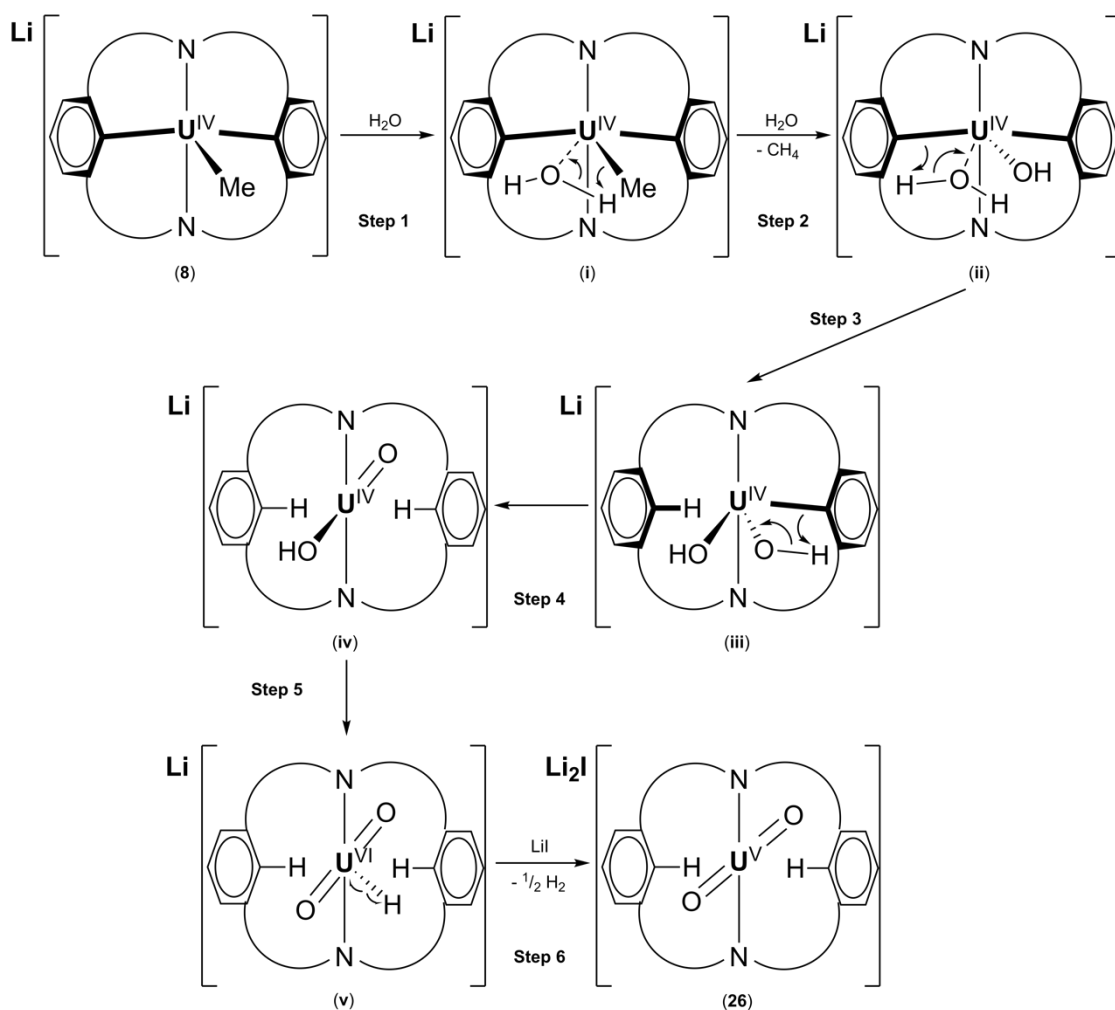 Li N U^IV Me N (8)
H₂O
Step 1
Li N U^IV H O H Me N (i)
H₂O
- CH₄
Step 2
Li N U^IV OH H O H N (ii)
Step 3
Li N O U^IV H H HO N (iv)
Step 4
Li N U^IV H HO O H N (iii)
Step 5
Li N O U^VI H H O H N (v)
LiI
- ¹/₂ H₂
Step 6
Li₂I N O U^V H H O N (26)